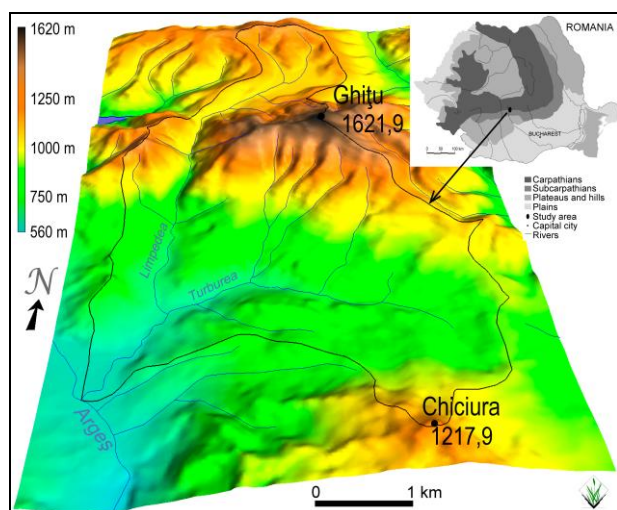 1620 m
1250 m
1000 m
750 m
560 m
N
Ghiţu
1621,9
Limpedea
Turburea
Argeş
Chiciura
1217,9
0 1 km
ROMANIA
BUCHAREST
Carpathians
Subcarpathians
Plateaus and hills
Plains
Study area
Capital city
Rivers